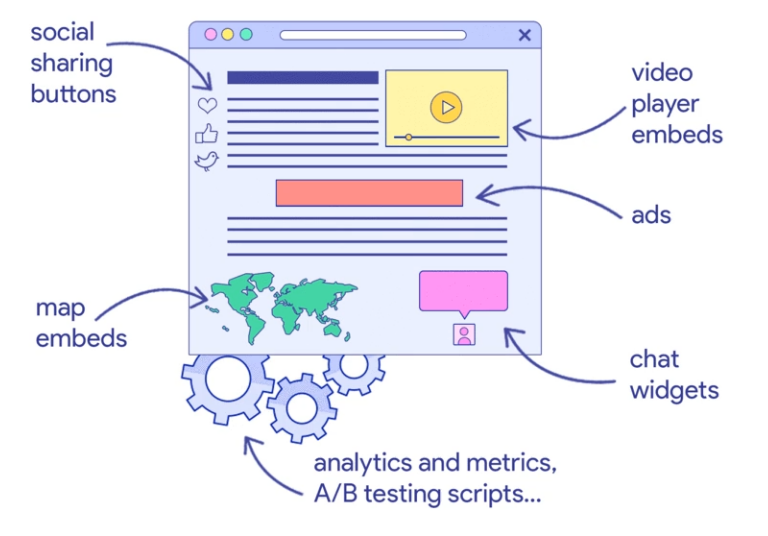 social
sharing
buttons
video
player
embeds
ads
map
embeds
chat
widgets
analytics and metrics,
A/B testing scripts...